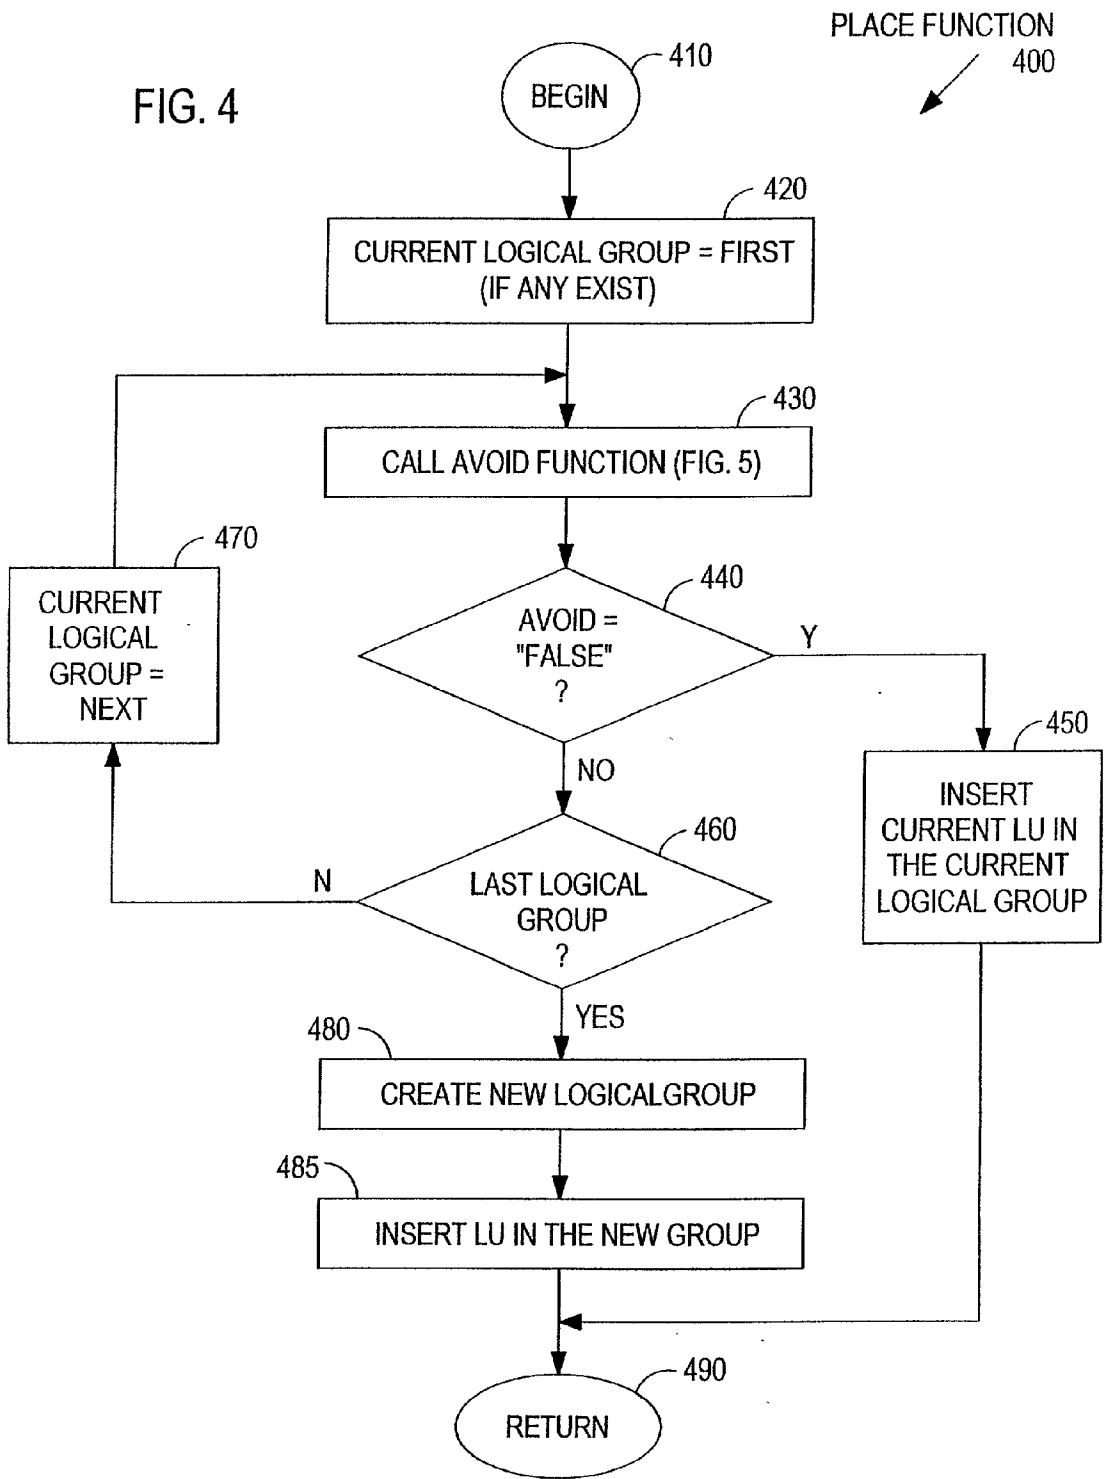 PLACE FUNCTION
400
FIG. 4
410
BEGIN
420
CURRENT LOGICAL GROUP = FIRST
(IF ANY EXIST)
430
CALL AVOID FUNCTION (FIG. 5)
470
CURRENT
LOGICAL
GROUP =
NEXT
440
AVOID =
"FALSE"
?
Y
NO
450
INSERT
CURRENT LU IN
THE CURRENT
LOGICAL GROUP
460
LAST LOGICAL
GROUP
?
N
YES
480
CREATE NEW LOGICALGROUP
485
INSERT LU IN THE NEW GROUP
490
RETURN